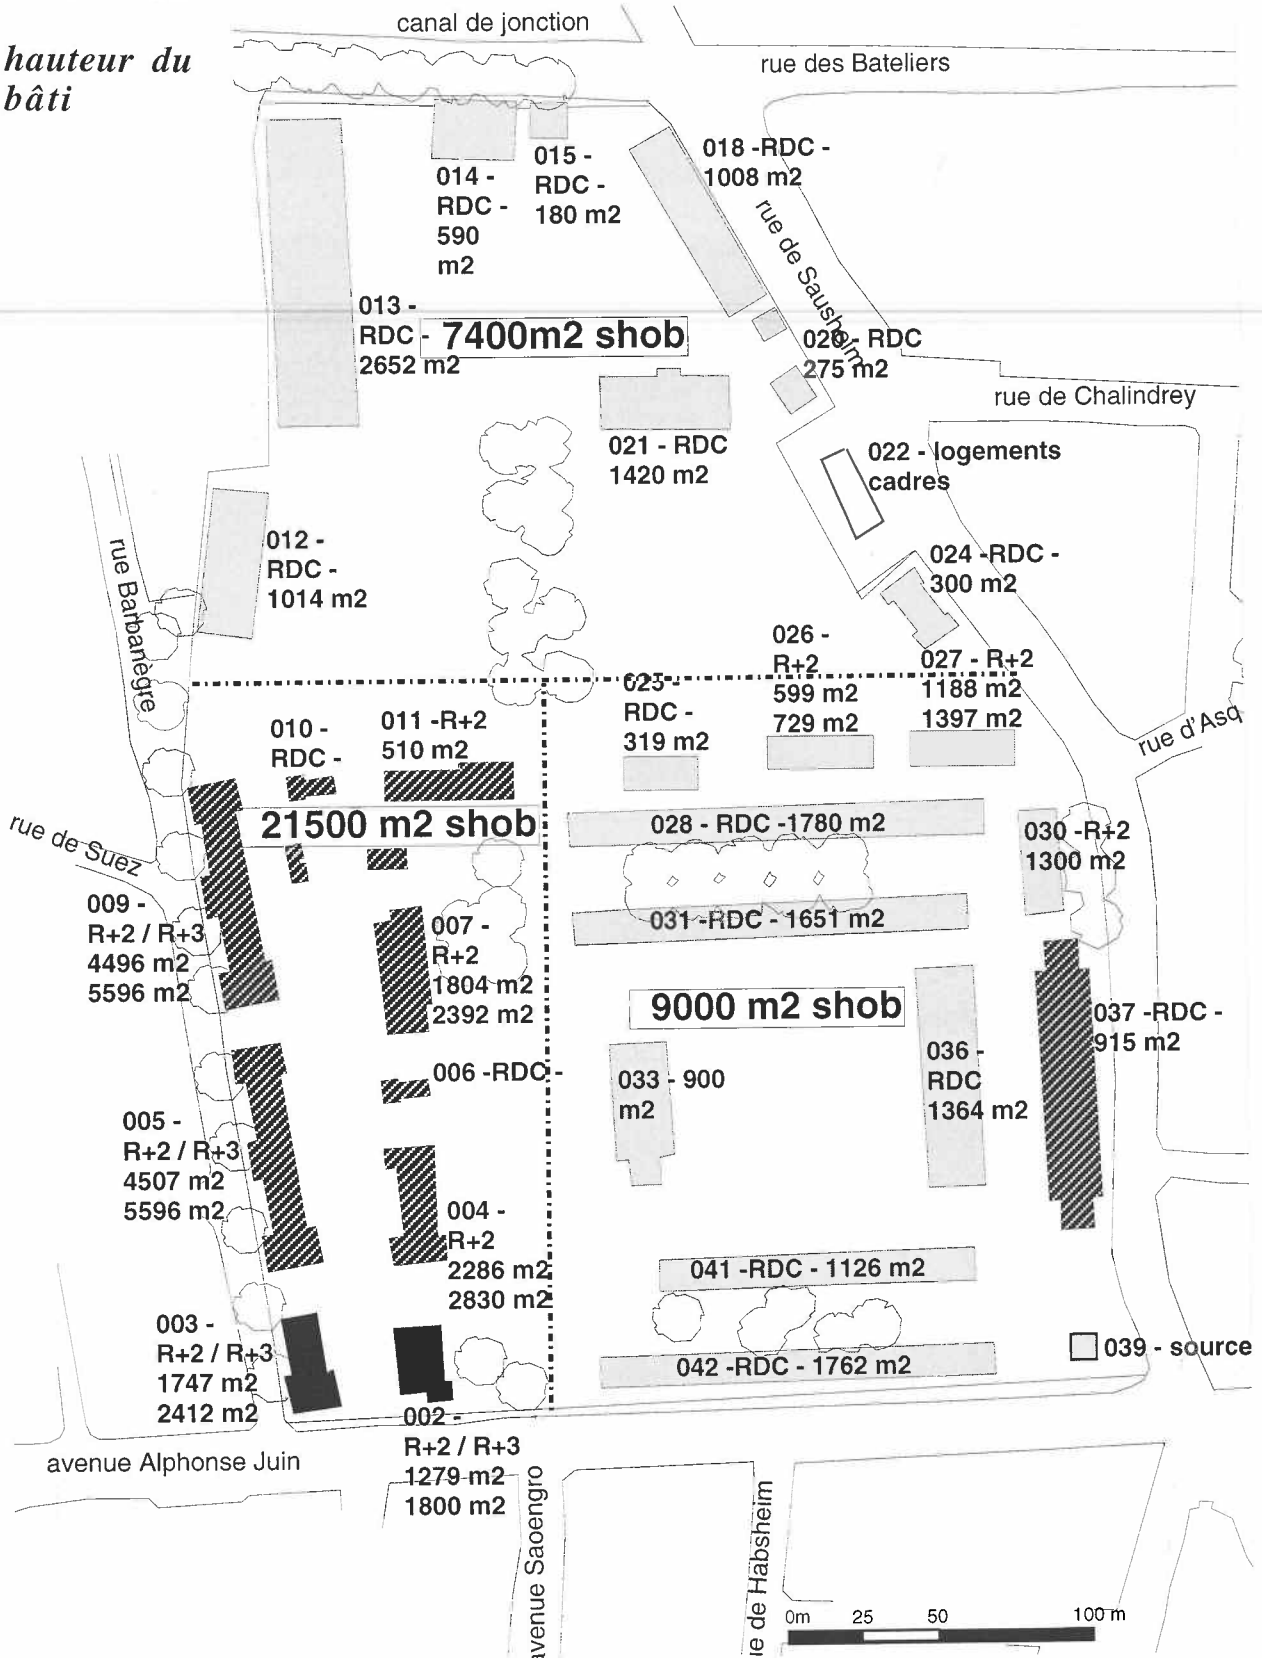 canal de jonction
hauteur du
bâti
rue des Bateliers
018 -RDC -
1008 m2
015 -
RDC -
180 m2
014 -
RDC -
590
m2
rue de Sausheim
013 -
RDC -
2652 m2
7400m2 shob
020 - RDC
275 m2
rue de Chalindrey
021 - RDC
1420 m2
022 - logements
cadres
012 -
RDC -
1014 m2
024 -RDC -
300 m2
rue Barbanègre
026 -
R+2
599 m2
729 m2
027 - R+2
1188 m2
1397 m2
025 -
RDC -
319 m2
010 -
RDC -
011 -R+2
510 m2
rue d'Asq
21500 m2 shob
028 - RDC -1780 m2
030 -R+2
1300 m2
rue de Suez
009 -
R+2 / R+3
4496 m2
5596 m2
007 -
R+2
1804 m2
2392 m2
031 -RDC - 1651 m2
9000 m2 shob
037 -RDC -
915 m2
036 -
RDC
1364 m2
006 -RDC -
033 - 900
m2
005 -
R+2 / R+3
4507 m2
5596 m2
004 -
R+2
2286 m2
2830 m2
041 -RDC - 1126 m2
003 -
R+2 / R+3
1747 m2
2412 m2
039 - source
042 -RDC - 1762 m2
002 -
R+2 / R+3
1279 m2
1800 m2
avenue Alphonse Juin
avenue Saoengro
ue de Habsheim
0m 25 50 100 m